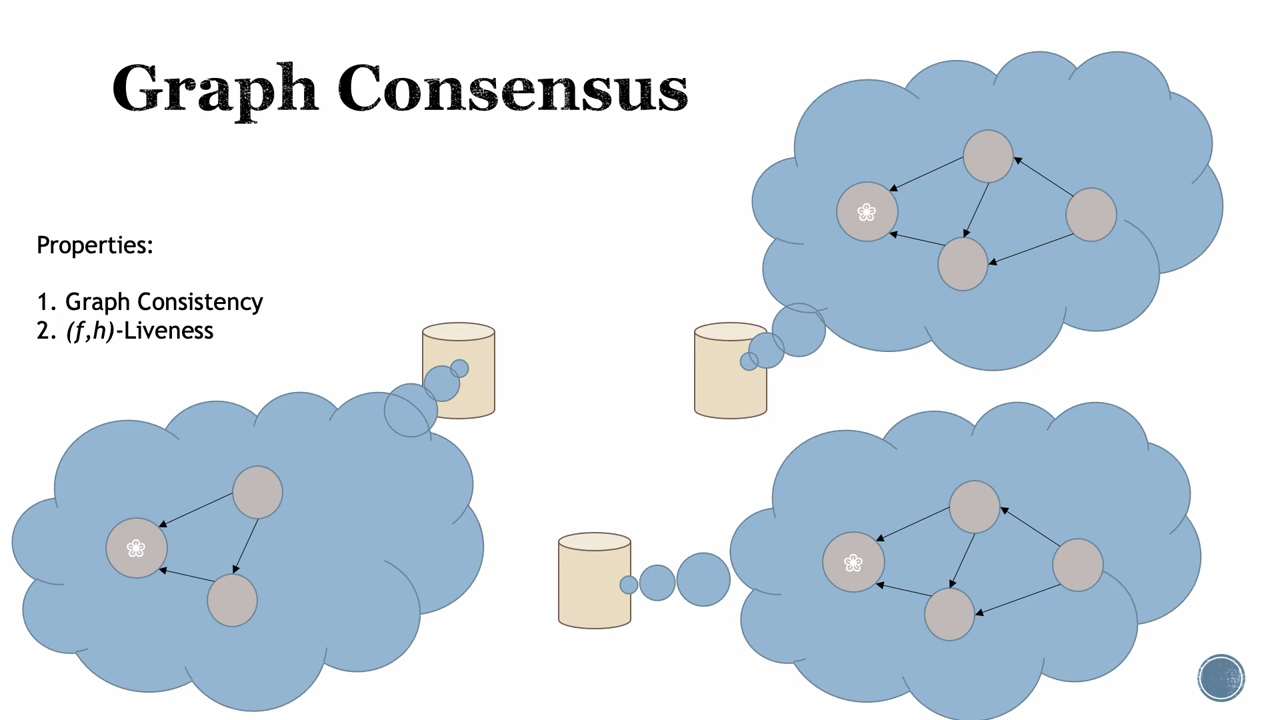 Graph Consensus
Properties:
1. Graph Consistency
2. (f,h)-Liveness